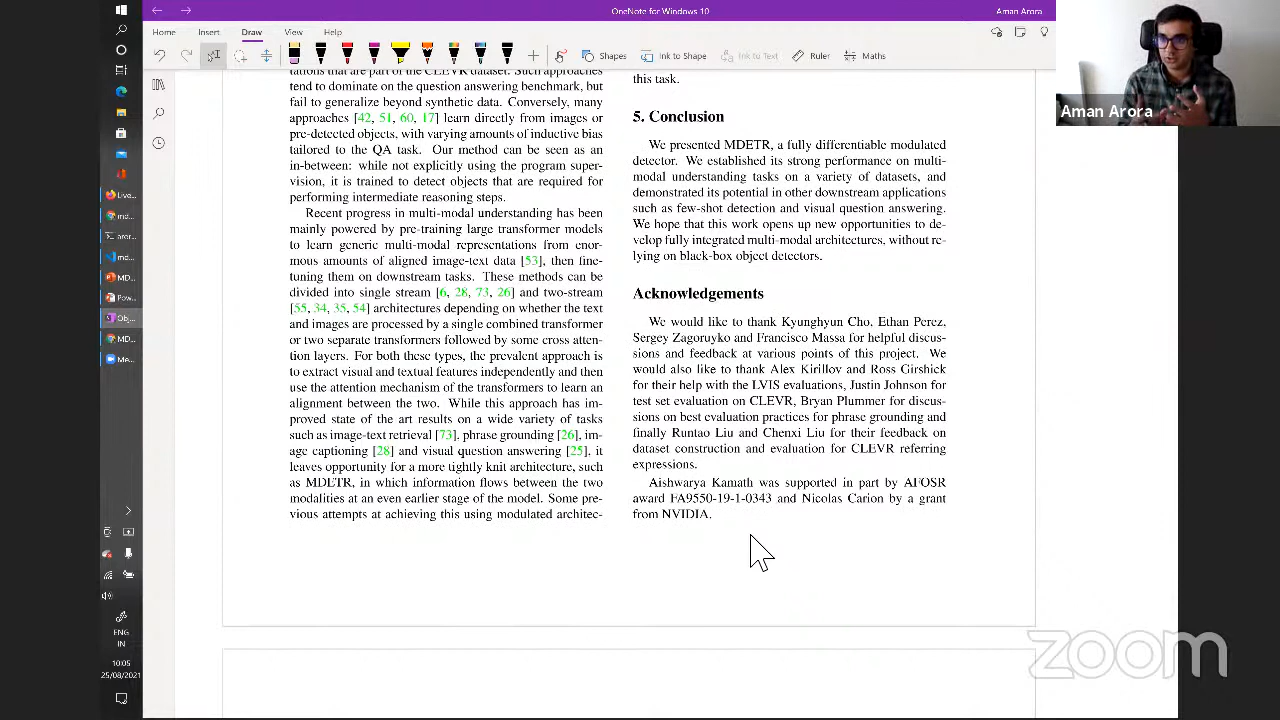 OneNote for Windows 10
Aman Arora
Home
Insert
Draw
View
Help
Shapes
Ink to Shape
Ink to Text
Ruler
Maths
tations that are part of the CLEVR dataset. Such approaches
tend to dominate on the question answering benchmark, but
fail to generalize beyond synthetic data. Conversely, many
approaches [42, 51, 60, 17] learn directly from images or
pre-detected objects, with varying amounts of inductive bias
tailored to the QA task. Our method can be seen as an
in-between: while not explicitly using the program super-
vision, it is trained to detect objects that are required for
performing intermediate reasoning steps.
Recent progress in multi-modal understanding has been
mainly powered by pre-training large transformer models
to learn generic multi-modal representations from enor-
mous amounts of aligned image-text data [53], then fine-
tuning them on downstream tasks. These methods can be
divided into single stream [6, 28, 73, 26] and two-stream
[55, 34, 35, 54] architectures depending on whether the text
and images are processed by a single combined transformer
or two separate transformers followed by some cross atten-
tion layers. For both these types, the prevalent approach is
to extract visual and textual features independently and then
use the attention mechanism of the transformers to learn an
alignment between the two. While this approach has im-
proved state of the art results on a wide variety of tasks
such as image-text retrieval [73], phrase grounding [26], im-
age captioning [28] and visual question answering [25], it
leaves opportunity for a more tightly knit architecture, such
as MDETR, in which information flows between the two
modalities at an even earlier stage of the model. Some pre-
vious attempts at achieving this using modulated architec-
this task.
5. Conclusion
We presented MDETR, a fully differentiable modulated
detector. We established its strong performance on multi-
modal understanding tasks on a variety of datasets, and
demonstrated its potential in other downstream applications
such as few-shot detection and visual question answering.
We hope that this work opens up new opportunities to de-
velop fully integrated multi-modal architectures, without re-
lying on black-box object detectors.
Acknowledgements
We would like to thank Kyunghyun Cho, Ethan Perez,
Sergey Zagoruyko and Francisco Massa for helpful discus-
sions and feedback at various points of this project. We
would also like to thank Alex Kirillov and Ross Girshick
for their help with the LVIS evaluations, Justin Johnson for
test set evaluation on CLEVR, Bryan Plummer for discus-
sions on best evaluation practices for phrase grounding and
finally Runtao Liu and Chenxi Liu for their feedback on
dataset construction and evaluation for CLEVR referring
expressions.
Aishwarya Kamath was supported in part by AFOSR
award FA9550-19-1-0343 and Nicolas Carion by a grant
from NVIDIA.
Aman Arora
Live...
md...
aror...
md...
MD...
Pow...
Obj...
MD...
Me...
ENG
IN
10:05
25/08/2021
zoom